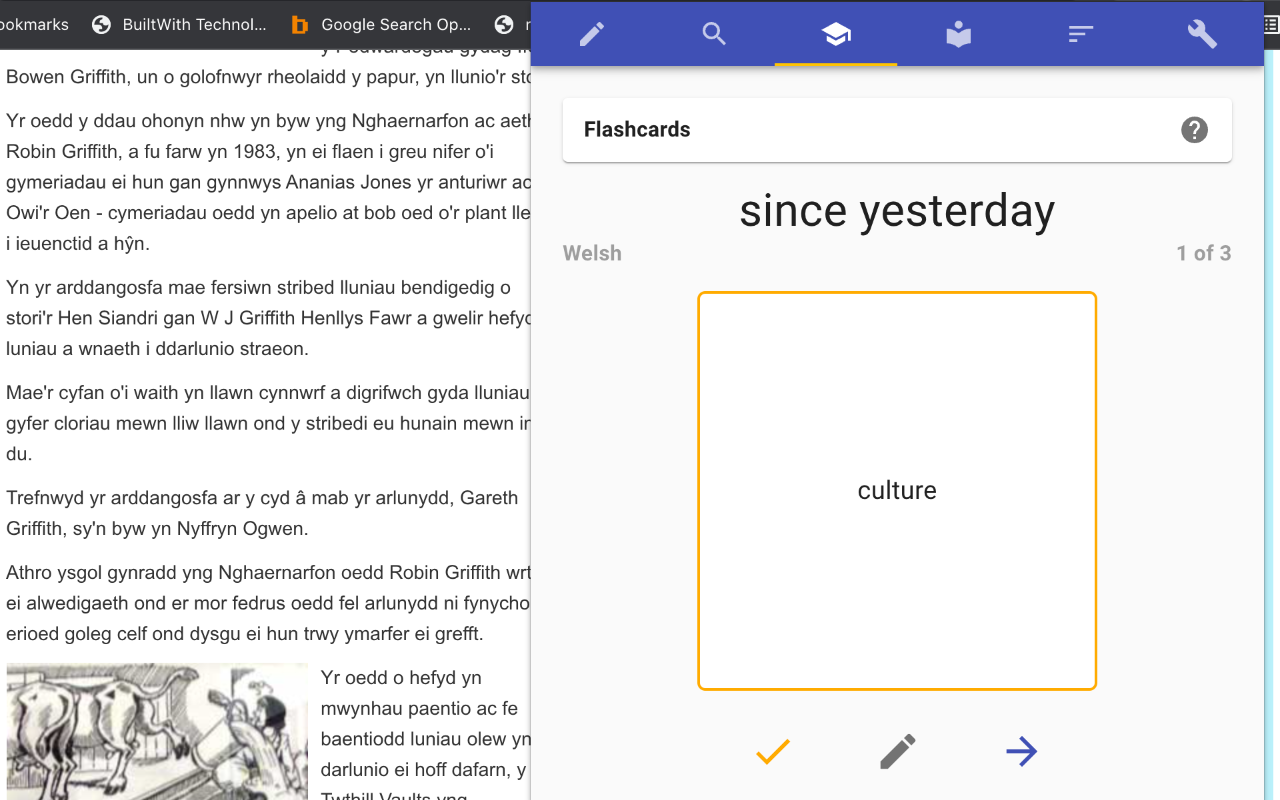 ookmarks BuiltWith Technol... Google Search Op...
Bowen Griffith, un o golofnwyr rheolaidd y papur, yn llunio'r
Yr oedd y ddau ohonyn nhw yn byw yng Nghaernarfon ac
Robin Griffith, a fu farw yn 1983, yn ei flaen i greu nifer o'i
gymeriadau ei hun gan gynnwys Ananias Jones yr anturiwr ac
Owi'r Oen - cymeriadau oedd yn apelio at bob oed o'r plant lle
i ieuenctid a hŷn.
Yn yr arddangosfa mae fersiwn stribed lluniau bendigedig o
stori'r Hen Siandri gan W J Griffith Henllys Fawr a gwelir
luniau a wnaeth i ddarlunio straeon.
Mae'r cyfan o'i waith yn llawn cynnwrf a digrifwch gyda lluniau
gyfer cloriau mewn lliw llawn ond y stribedi eu hunain mewn
du.
Trefnwyd yr arddangosfa ar y cyd â mab yr arlunydd, Gareth
Griffith, sy'n byw yn Nyffryn Ogwen.
Athro ysgol gynradd yng Nghaernarfon oedd Robin Griffith wrt
ei alwedigaeth ond er mor fedrus oedd fel arlunydd ni fynycho
erioed goleg celf ond dysgu ei hun trwy ymarfer ei grefft.
Yr oedd o hefyd yn
mwynhau paentio ac fe
baentiodd luniau olew yn
darlunio ei hoff dafarn, y
Twthill Vaults yng
Flashcards
since yesterday
Welsh 1 of 3
culture